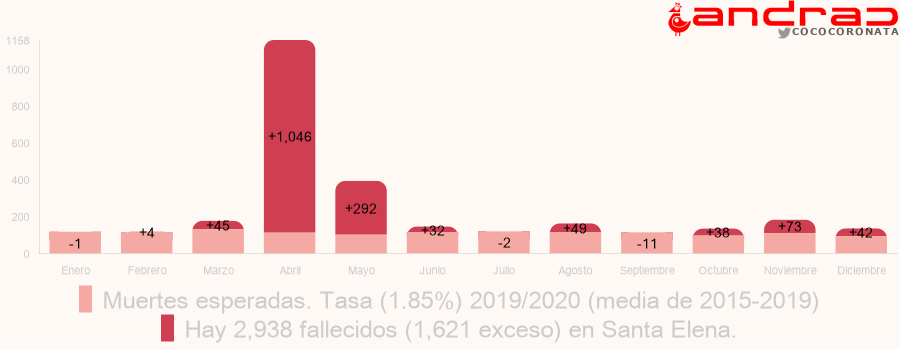 andrac
COCOCORONATA
1158
1000
800
600
400
200
0
-1
+4
+45
+1,046
+292
+32
-2
+49
-11
+38
+73
+42
Enero
Febrero
Marzo
Abril
Mayo
Junio
Julio
Agosto
Septiembre
Octubre
Noviembre
Diciembre
Muertes esperadas. Tasa (1.85%) 2019/2020 (media de 2015-2019)
Hay 2,938 fallecidos (1,621 exceso) en Santa Elena.